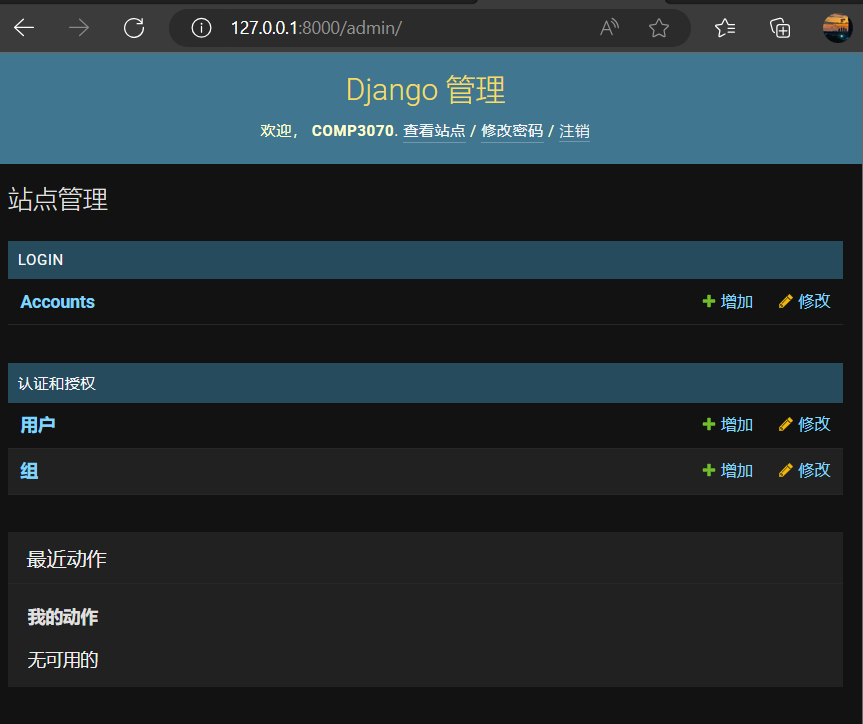 127.0.0.1:8000/admin/
Django 管理
欢迎， COMP3070. 查看站点 / 修改密码 / 注销
站点管理
LOGIN
Accounts 增加 修改
认证和授权
用户 增加 修改
组 增加 修改
最近动作
我的动作
无可用的